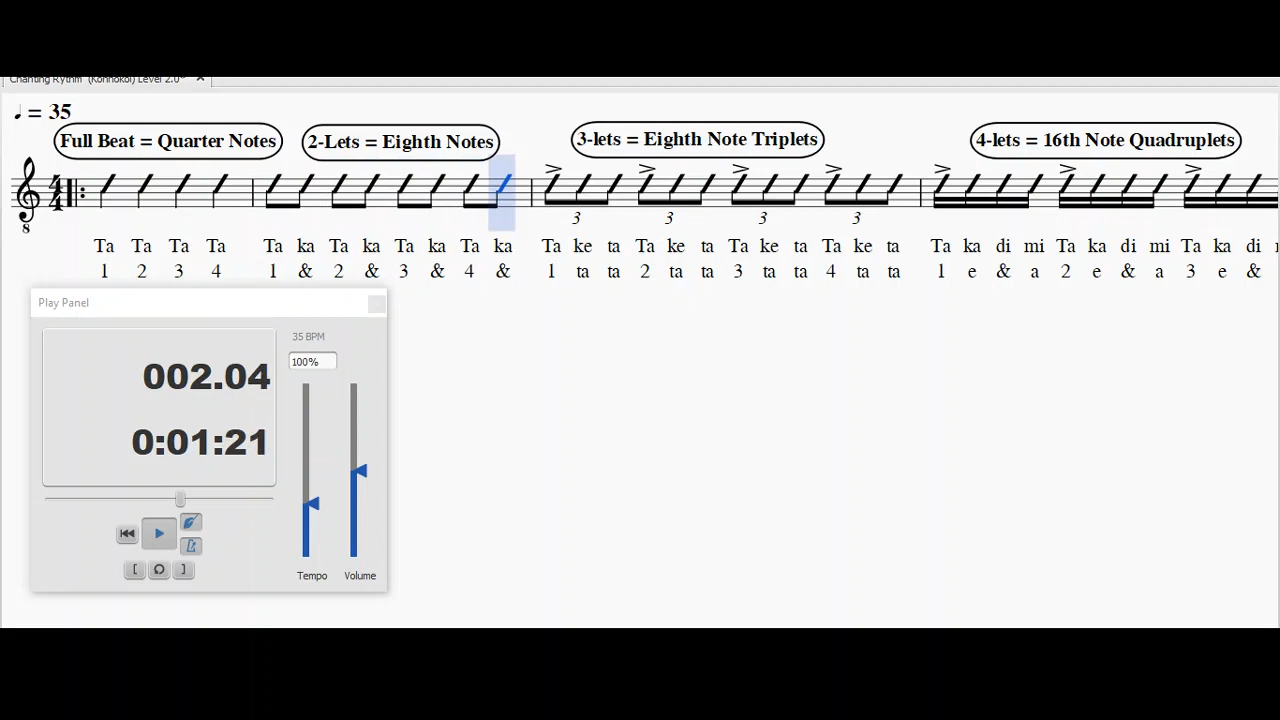 Chanting Rythm (Konnokol) Level 2.0*
♩ = 35
Full Beat = Quarter Notes 2-Lets = Eighth Notes 3-lets = Eighth Note Triplets 4-lets = 16th Note Quadruplets
4
4
8
3 3 3 3
Ta Ta Ta Ta Ta ka Ta ka Ta ka Ta ka Ta ke ta Ta ke ta Ta ke ta Ta ke ta Ta ka di mi Ta ka di mi Ta ka di
1 2 3 4 1 & 2 & 3 & 4 & 1 ta ta 2 ta ta 3 ta ta 4 ta ta 1 e & a 2 e & a 3 e &
Play Panel
35 BPM
100%
002.04
0:01:21
[ ]
Tempo Volume